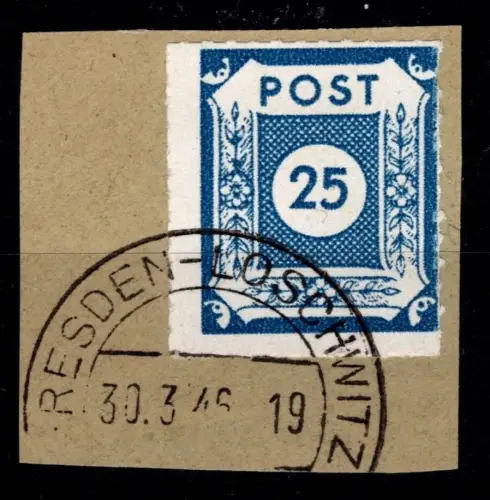 POST
25
RESDEN-LOSCHWITZ
30.3 46 19